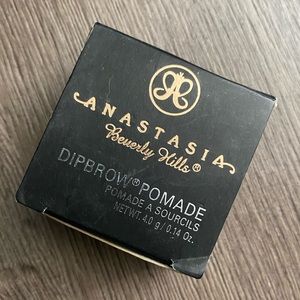 ANASTASIA
Beverly Hills®
DIPBROW® POMADE
POMADE A SOURCILS
NET WT. 4.0 g / 0.14 Oz.